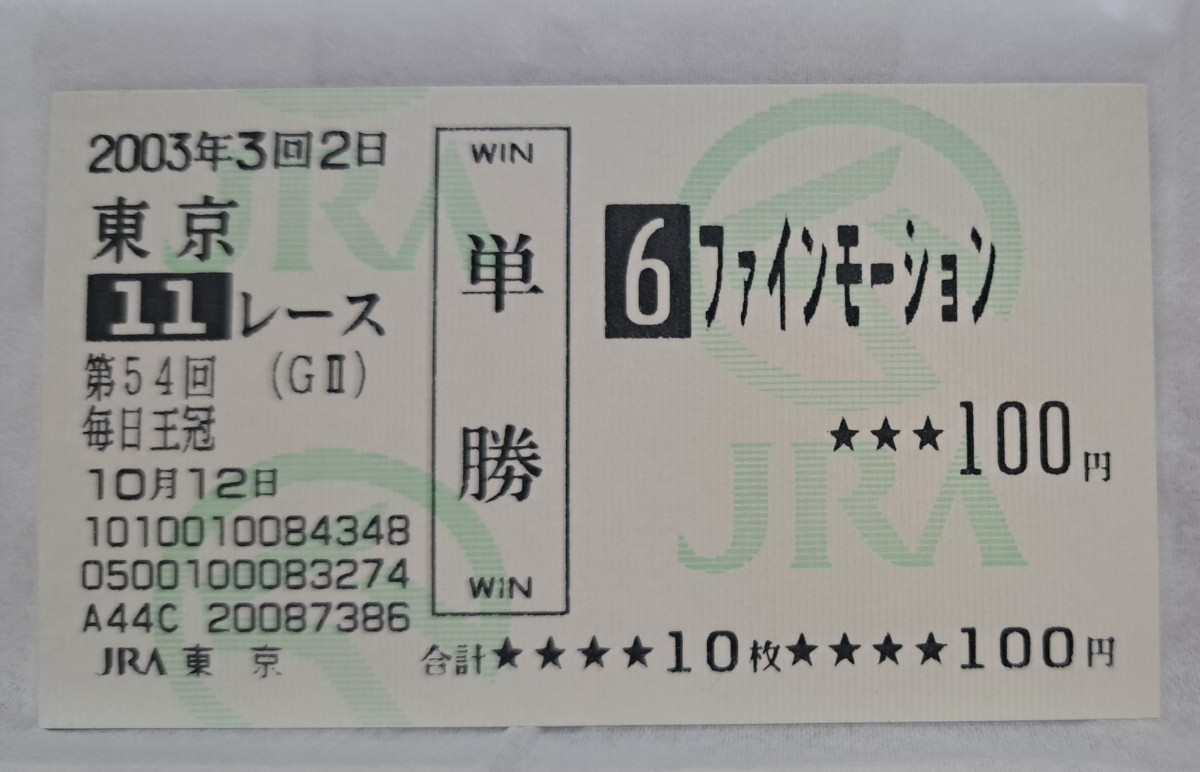 2003年3回2日
東京
11レース
第54回 (GⅡ)
毎日王冠
10月12日
1010010084348
0500100083274
A44C 20087386
JRA 東 京
WIN
単勝
WIN
6 ファインモーション
★★★100円
合計★★★★10枚★★★★100円
JRA
JRA